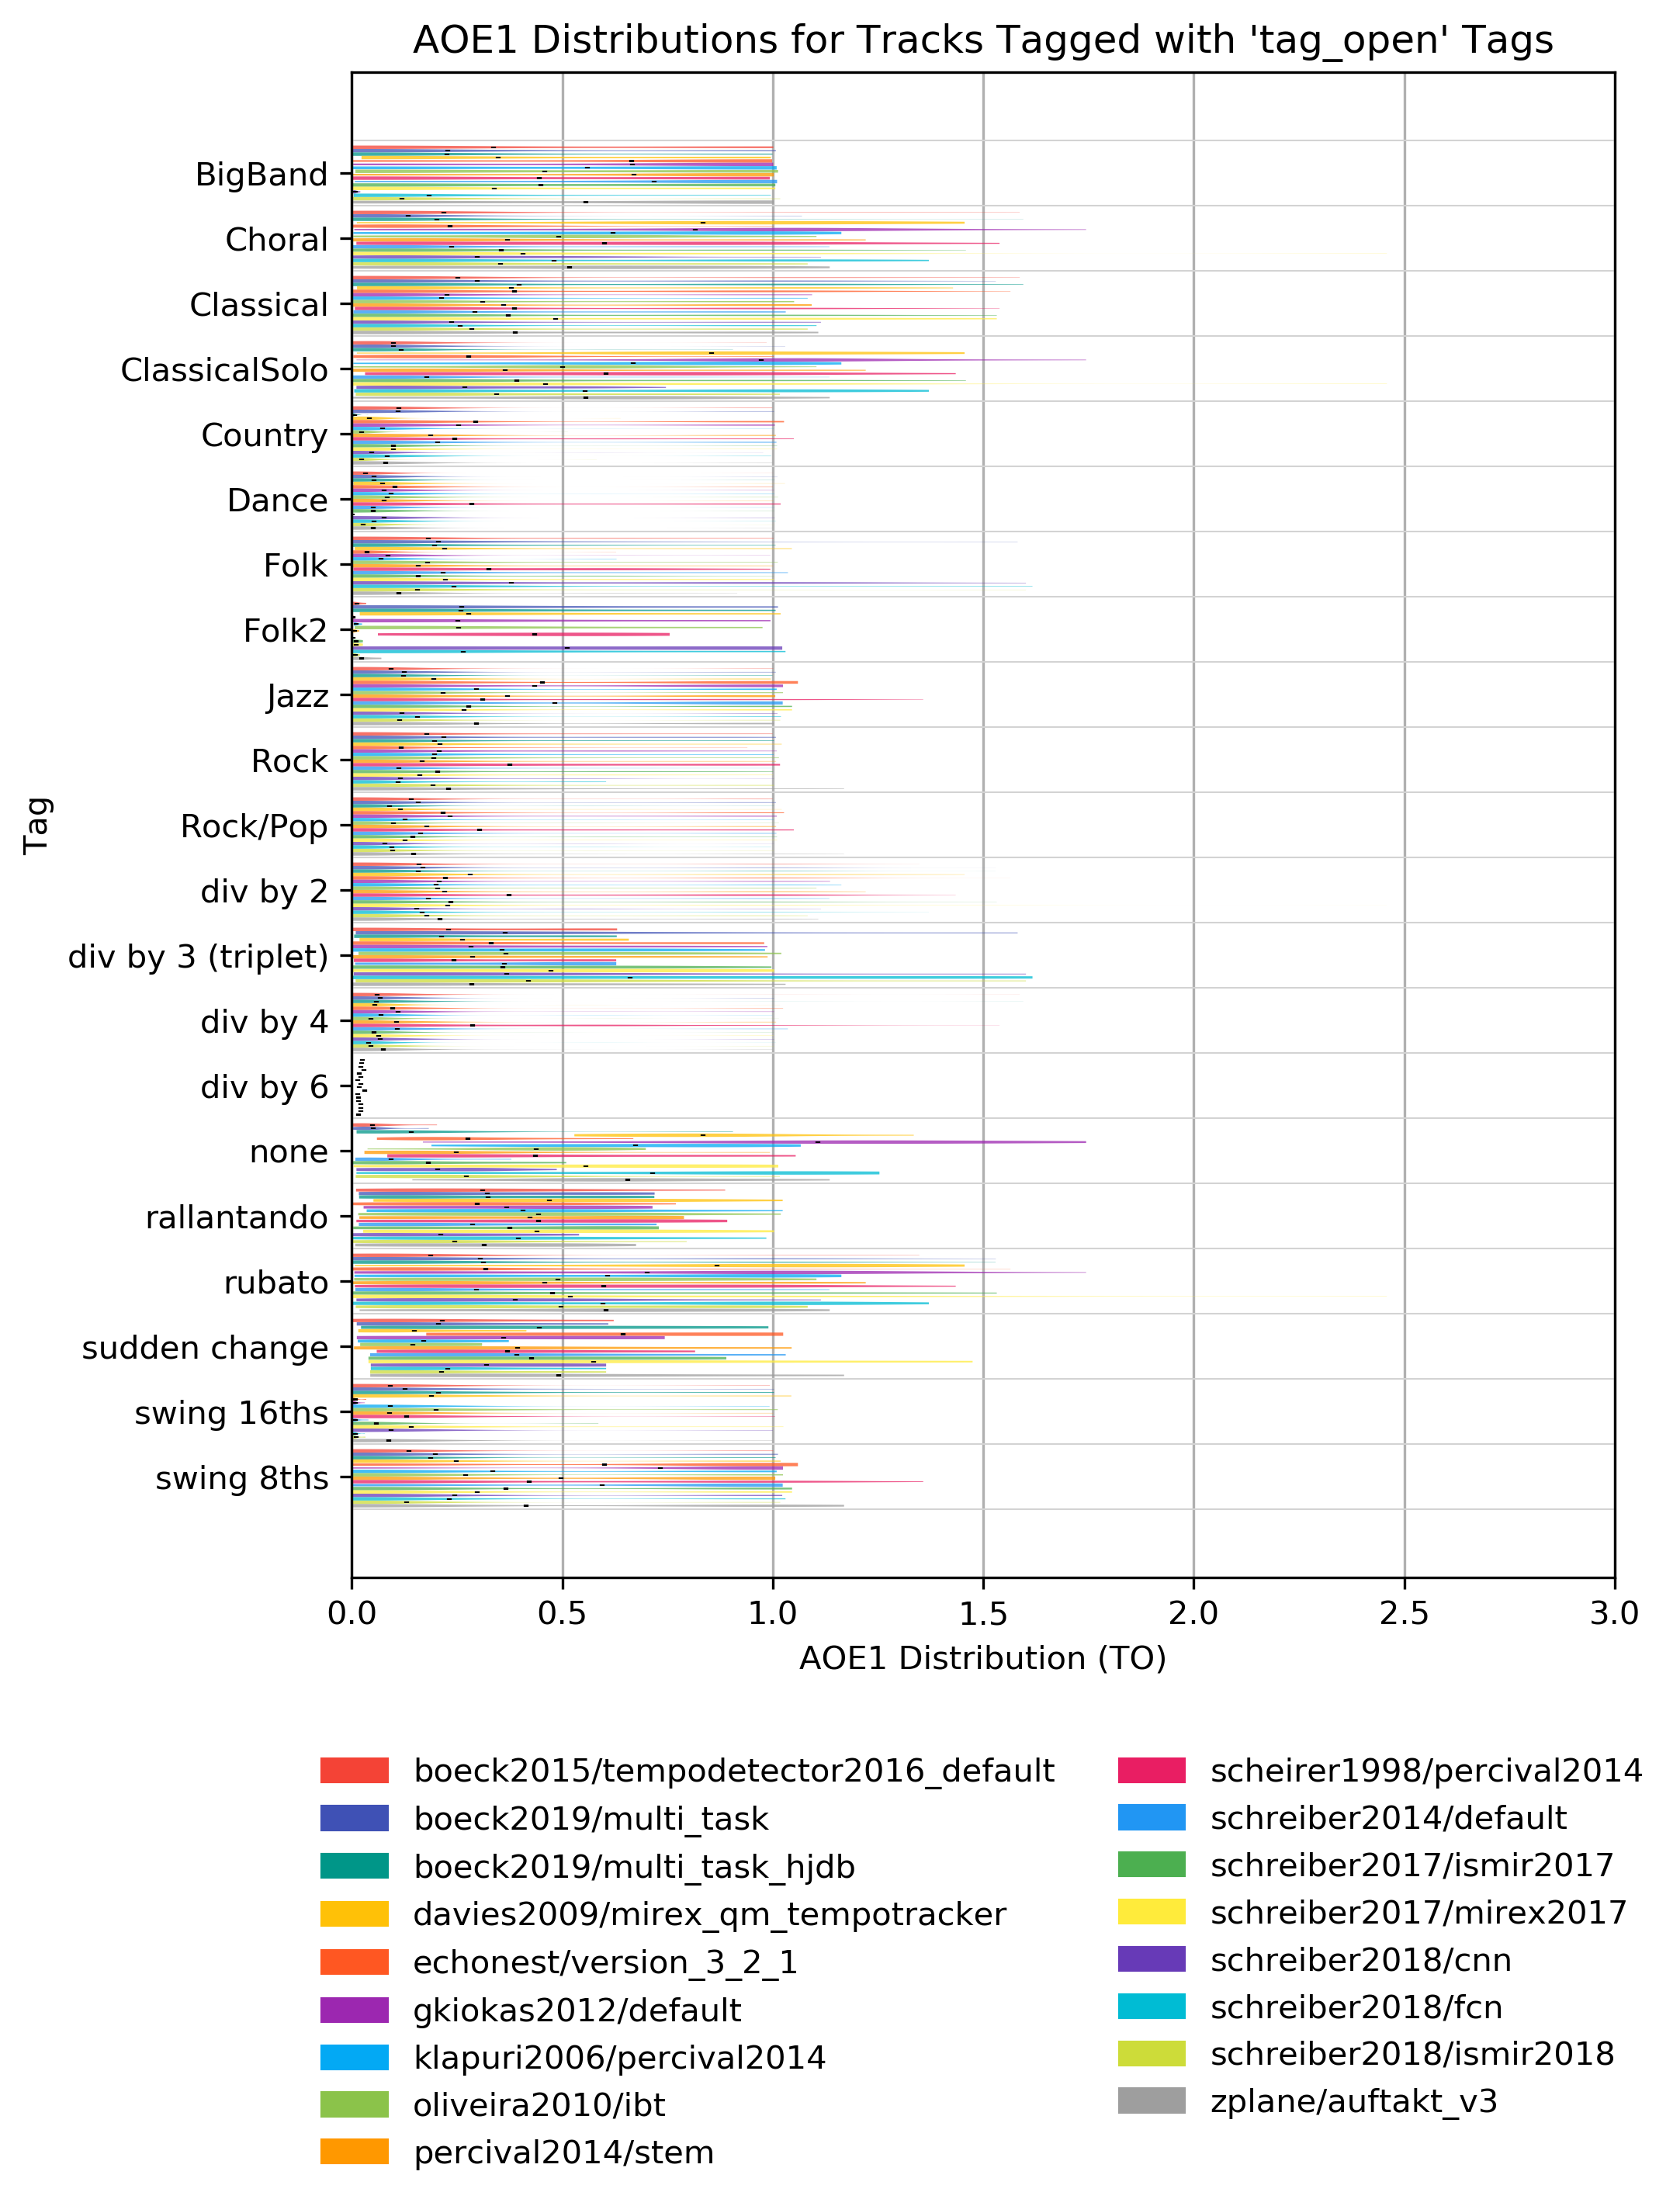 AOE1 Distributions for Tracks Tagged with 'tag_open' Tags
Tag
BigBand
Choral
Classical
ClassicalSolo
Country
Dance
Folk
Folk2
Jazz
Rock
Rock/Pop
div by 2
div by 3 (triplet)
div by 4
div by 6
none
rallantando
rubato
sudden change
swing 16ths
swing 8ths
0.0 0.5 1.0 1.5 2.0 2.5 3.0
AOE1 Distribution (TO)
boeck2015/tempodetector2016_default
boeck2019/multi_task
boeck2019/multi_task_hjdb
davies2009/mirex_qm_tempotracker
echonest/version_3_2_1
gkiokas2012/default
klapuri2006/percival2014
oliveira2010/ibt
percival2014/stem
scheirer1998/percival2014
schreiber2014/default
schreiber2017/ismir2017
schreiber2017/mirex2017
schreiber2018/cnn
schreiber2018/fcn
schreiber2018/ismir2018
zplane/auftakt_v3